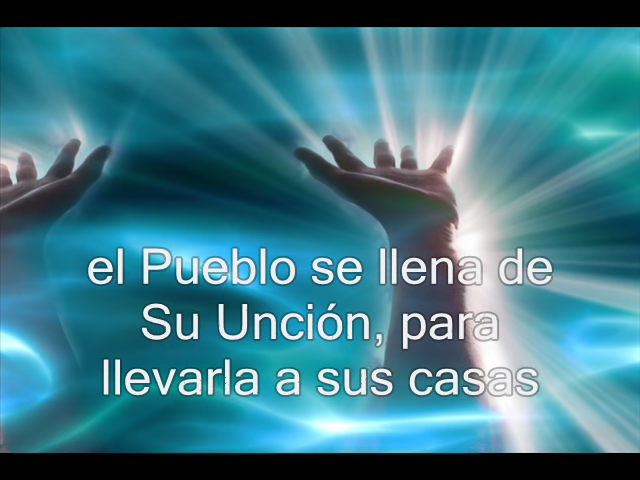 el Pueblo se llena de
Su Unción, para
llevarla a sus casas